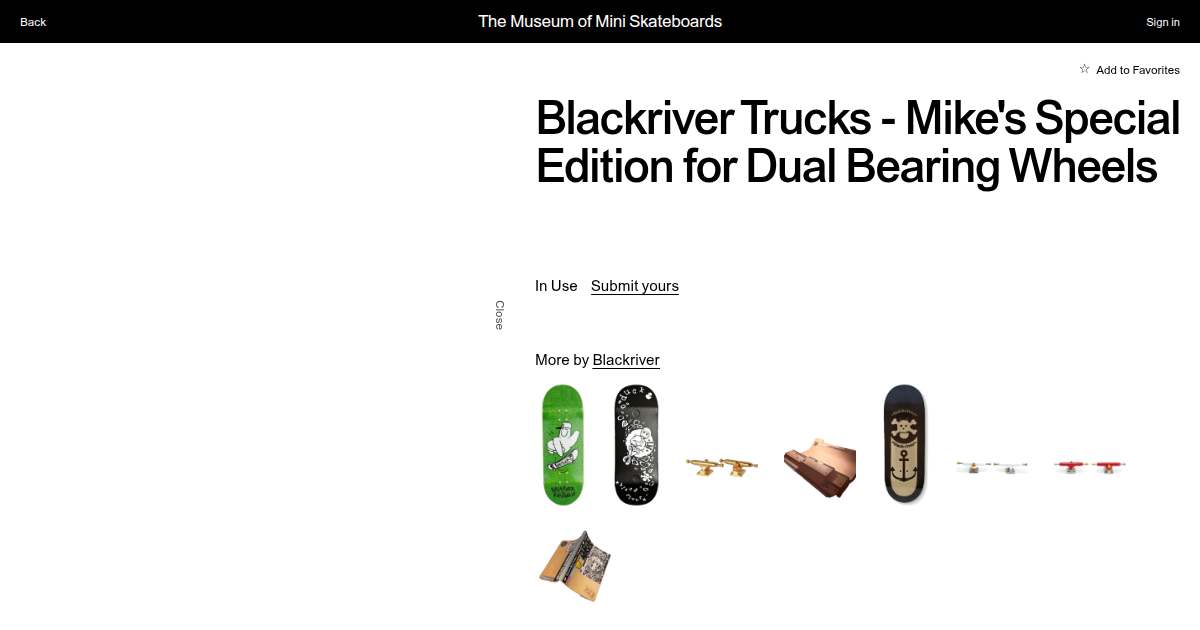 Back
The Museum of Mini Skateboards
Sign in
☆ Add to Favorites
Blackriver Trucks - Mike's Special
Edition for Dual Bearing Wheels
In Use Submit yours
Close
More by Blackriver